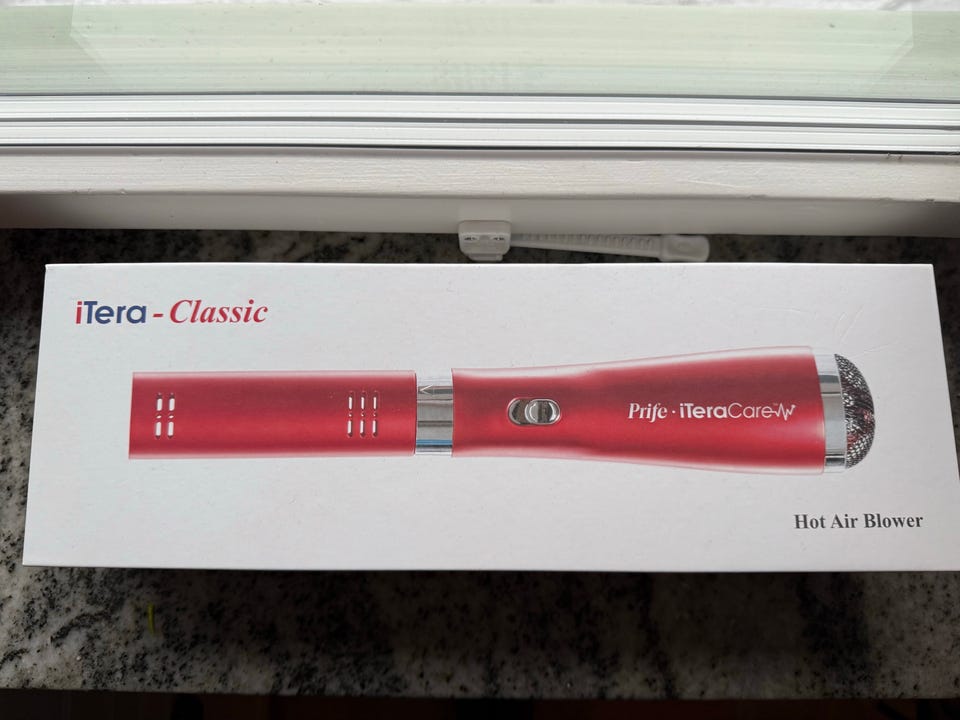 iTera - Classic
Prife · iTeraCare
Hot Air Blower